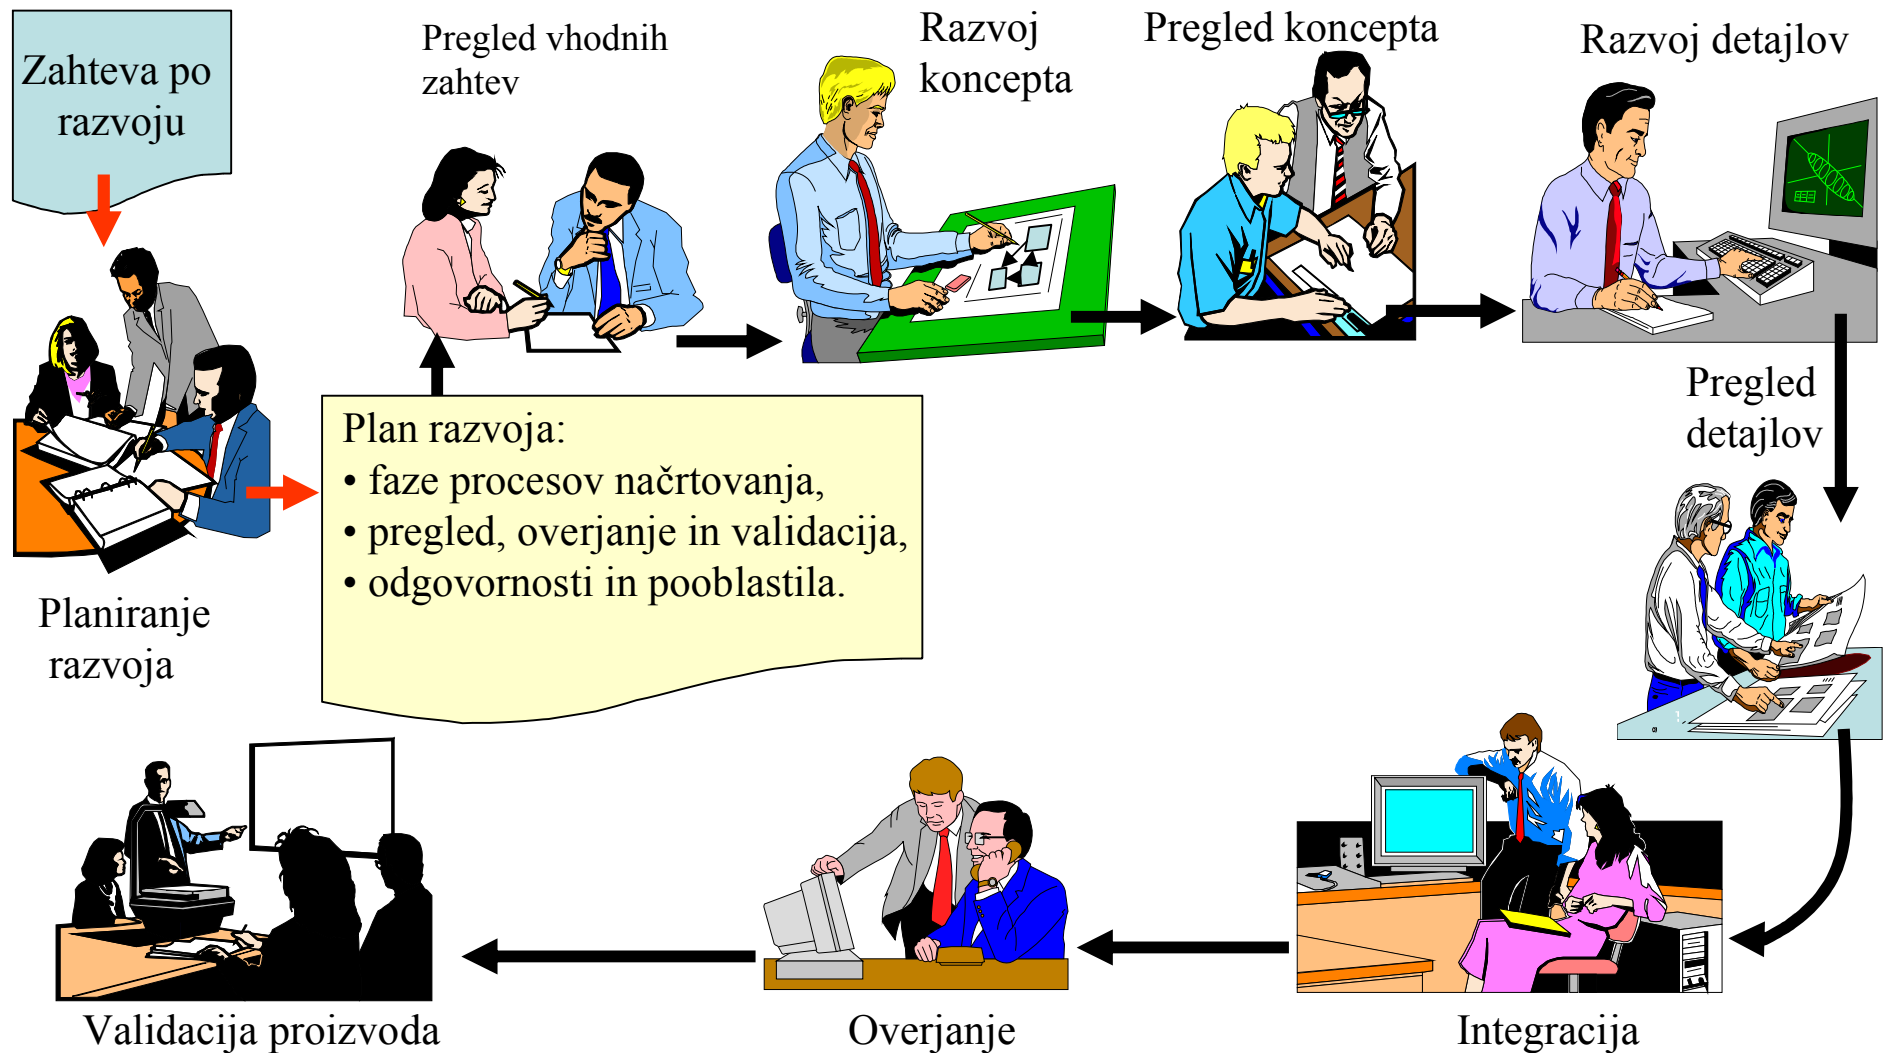 Zahteva po
razvoju
Pregled vhodnih
zahtev
Razvoj
koncepta
Pregled koncepta
Razvoj detajlov
Pregled
detajlov
Plan razvoja:
• faze procesov načrtovanja,
• pregled, overjanje in validacija,
• odgovornosti in pooblastila.
Planiranje
razvoja
Validacija proizvoda
Overjanje
Integracija